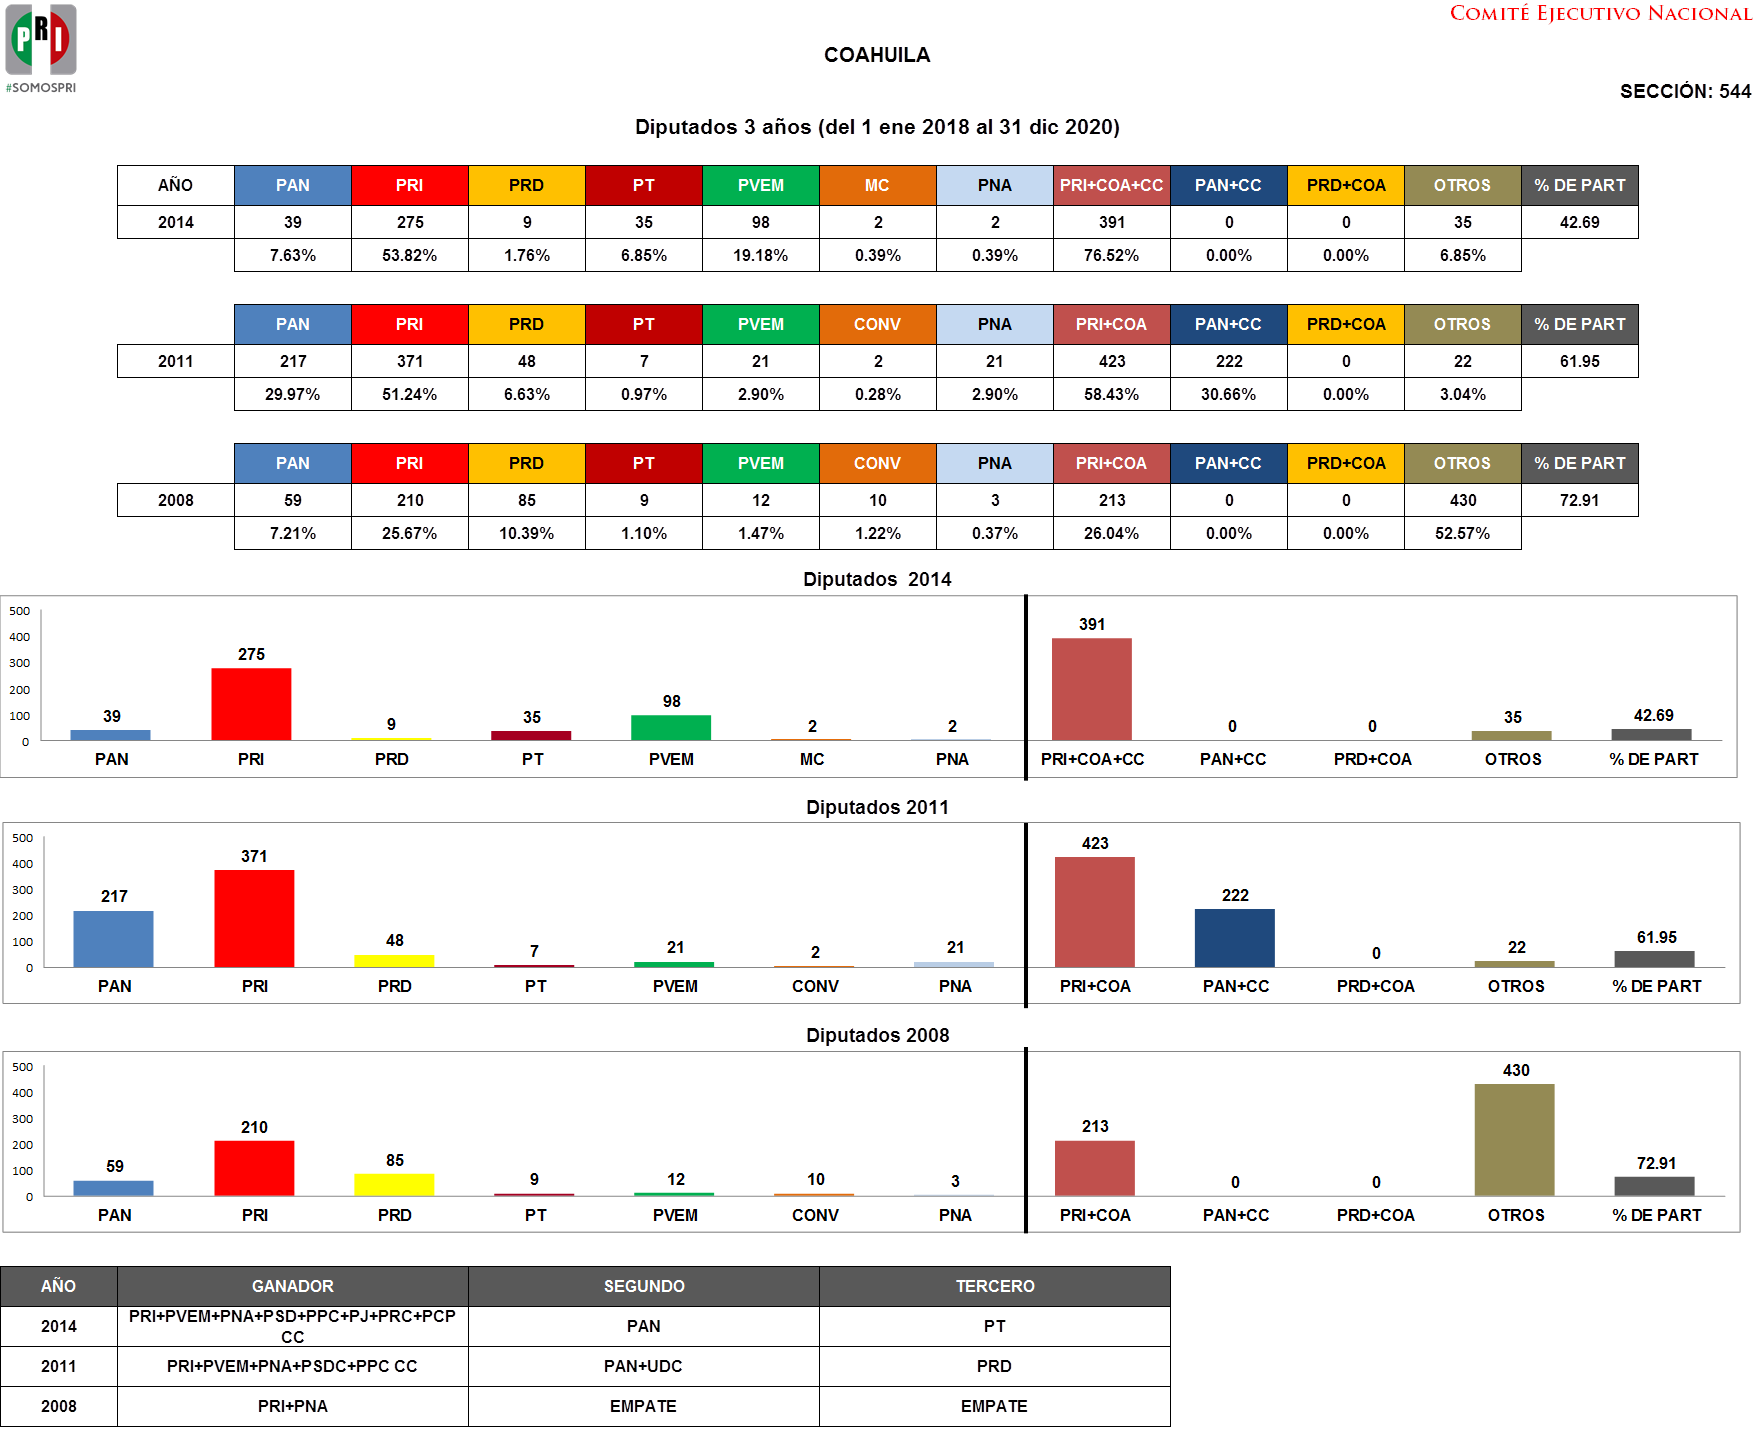 PRI
#SOMOSPRI
COMITÉ EJECUTIVO NACIONAL
COAHUILA
SECCIÓN: 544
Diputados 3 años (del 1 ene 2018 al 31 dic 2020)
AÑO PAN PRI PRD PT PVEM MC PNA PRI+COA+CC PAN+CC PRD+COA OTROS % DE PART
2014 39 275 9 35 98 2 2 391 0 0 35 42.69
7.63% 53.82% 1.76% 6.85% 19.18% 0.39% 0.39% 76.52% 0.00% 0.00% 6.85%
PAN PRI PRD PT PVEM CONV PNA PRI+COA PAN+CC PRD+COA OTROS % DE PART
2011 217 371 48 7 21 2 21 423 222 0 22 61.95
29.97% 51.24% 6.63% 0.97% 2.90% 0.28% 2.90% 58.43% 30.66% 0.00% 3.04%
PAN PRI PRD PT PVEM CONV PNA PRI+COA PAN+CC PRD+COA OTROS % DE PART
2008 59 210 85 9 12 10 3 213 0 0 430 72.91
7.21% 25.67% 10.39% 1.10% 1.47% 1.22% 0.37% 26.04% 0.00% 0.00% 52.57%
Diputados 2014
500
400
300
200
100
0
39 275 9 35 98 2 2 391 0 0 35 42.69
PAN PRI PRD PT PVEM MC PNA PRI+COA+CC PAN+CC PRD+COA OTROS % DE PART
Diputados 2011
500
400
300
200
100
0
217 371 48 7 21 2 21 423 222 0 22 61.95
PAN PRI PRD PT PVEM CONV PNA PRI+COA PAN+CC PRD+COA OTROS % DE PART
Diputados 2008
500
400
300
200
100
0
59 210 85 9 12 10 3 213 0 0 430 72.91
PAN PRI PRD PT PVEM CONV PNA PRI+COA PAN+CC PRD+COA OTROS % DE PART
AÑO GANADOR SEGUNDO TERCERO
2014 PRI+PVEM+PNA+PSD+PPC+PJ+PRC+PCP CC PAN PT
2011 PRI+PVEM+PNA+PSDC+PPC CC PAN+UDC PRD
2008 PRI+PNA EMPATE EMPATE